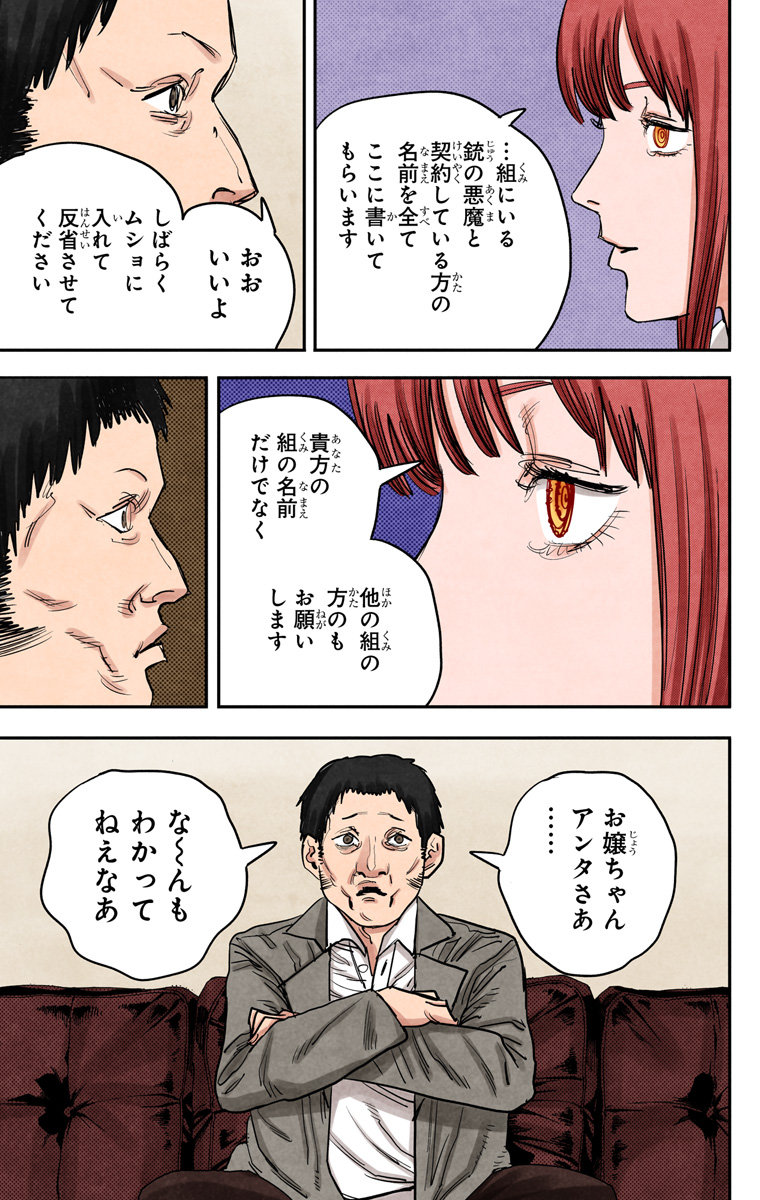 …組にいる
銃の悪魔と
契約している方の
名前を全て
ここに書いて
もらいます
おお
いいよ
しばらく
ムショに
入れて
反省させて
ください
貴方の
組の名前
だけでなく
他の組の
方のも
お願い
します
お嬢ちゃん
アンタさあ
……
な〜んも
わかって
ねえなあ